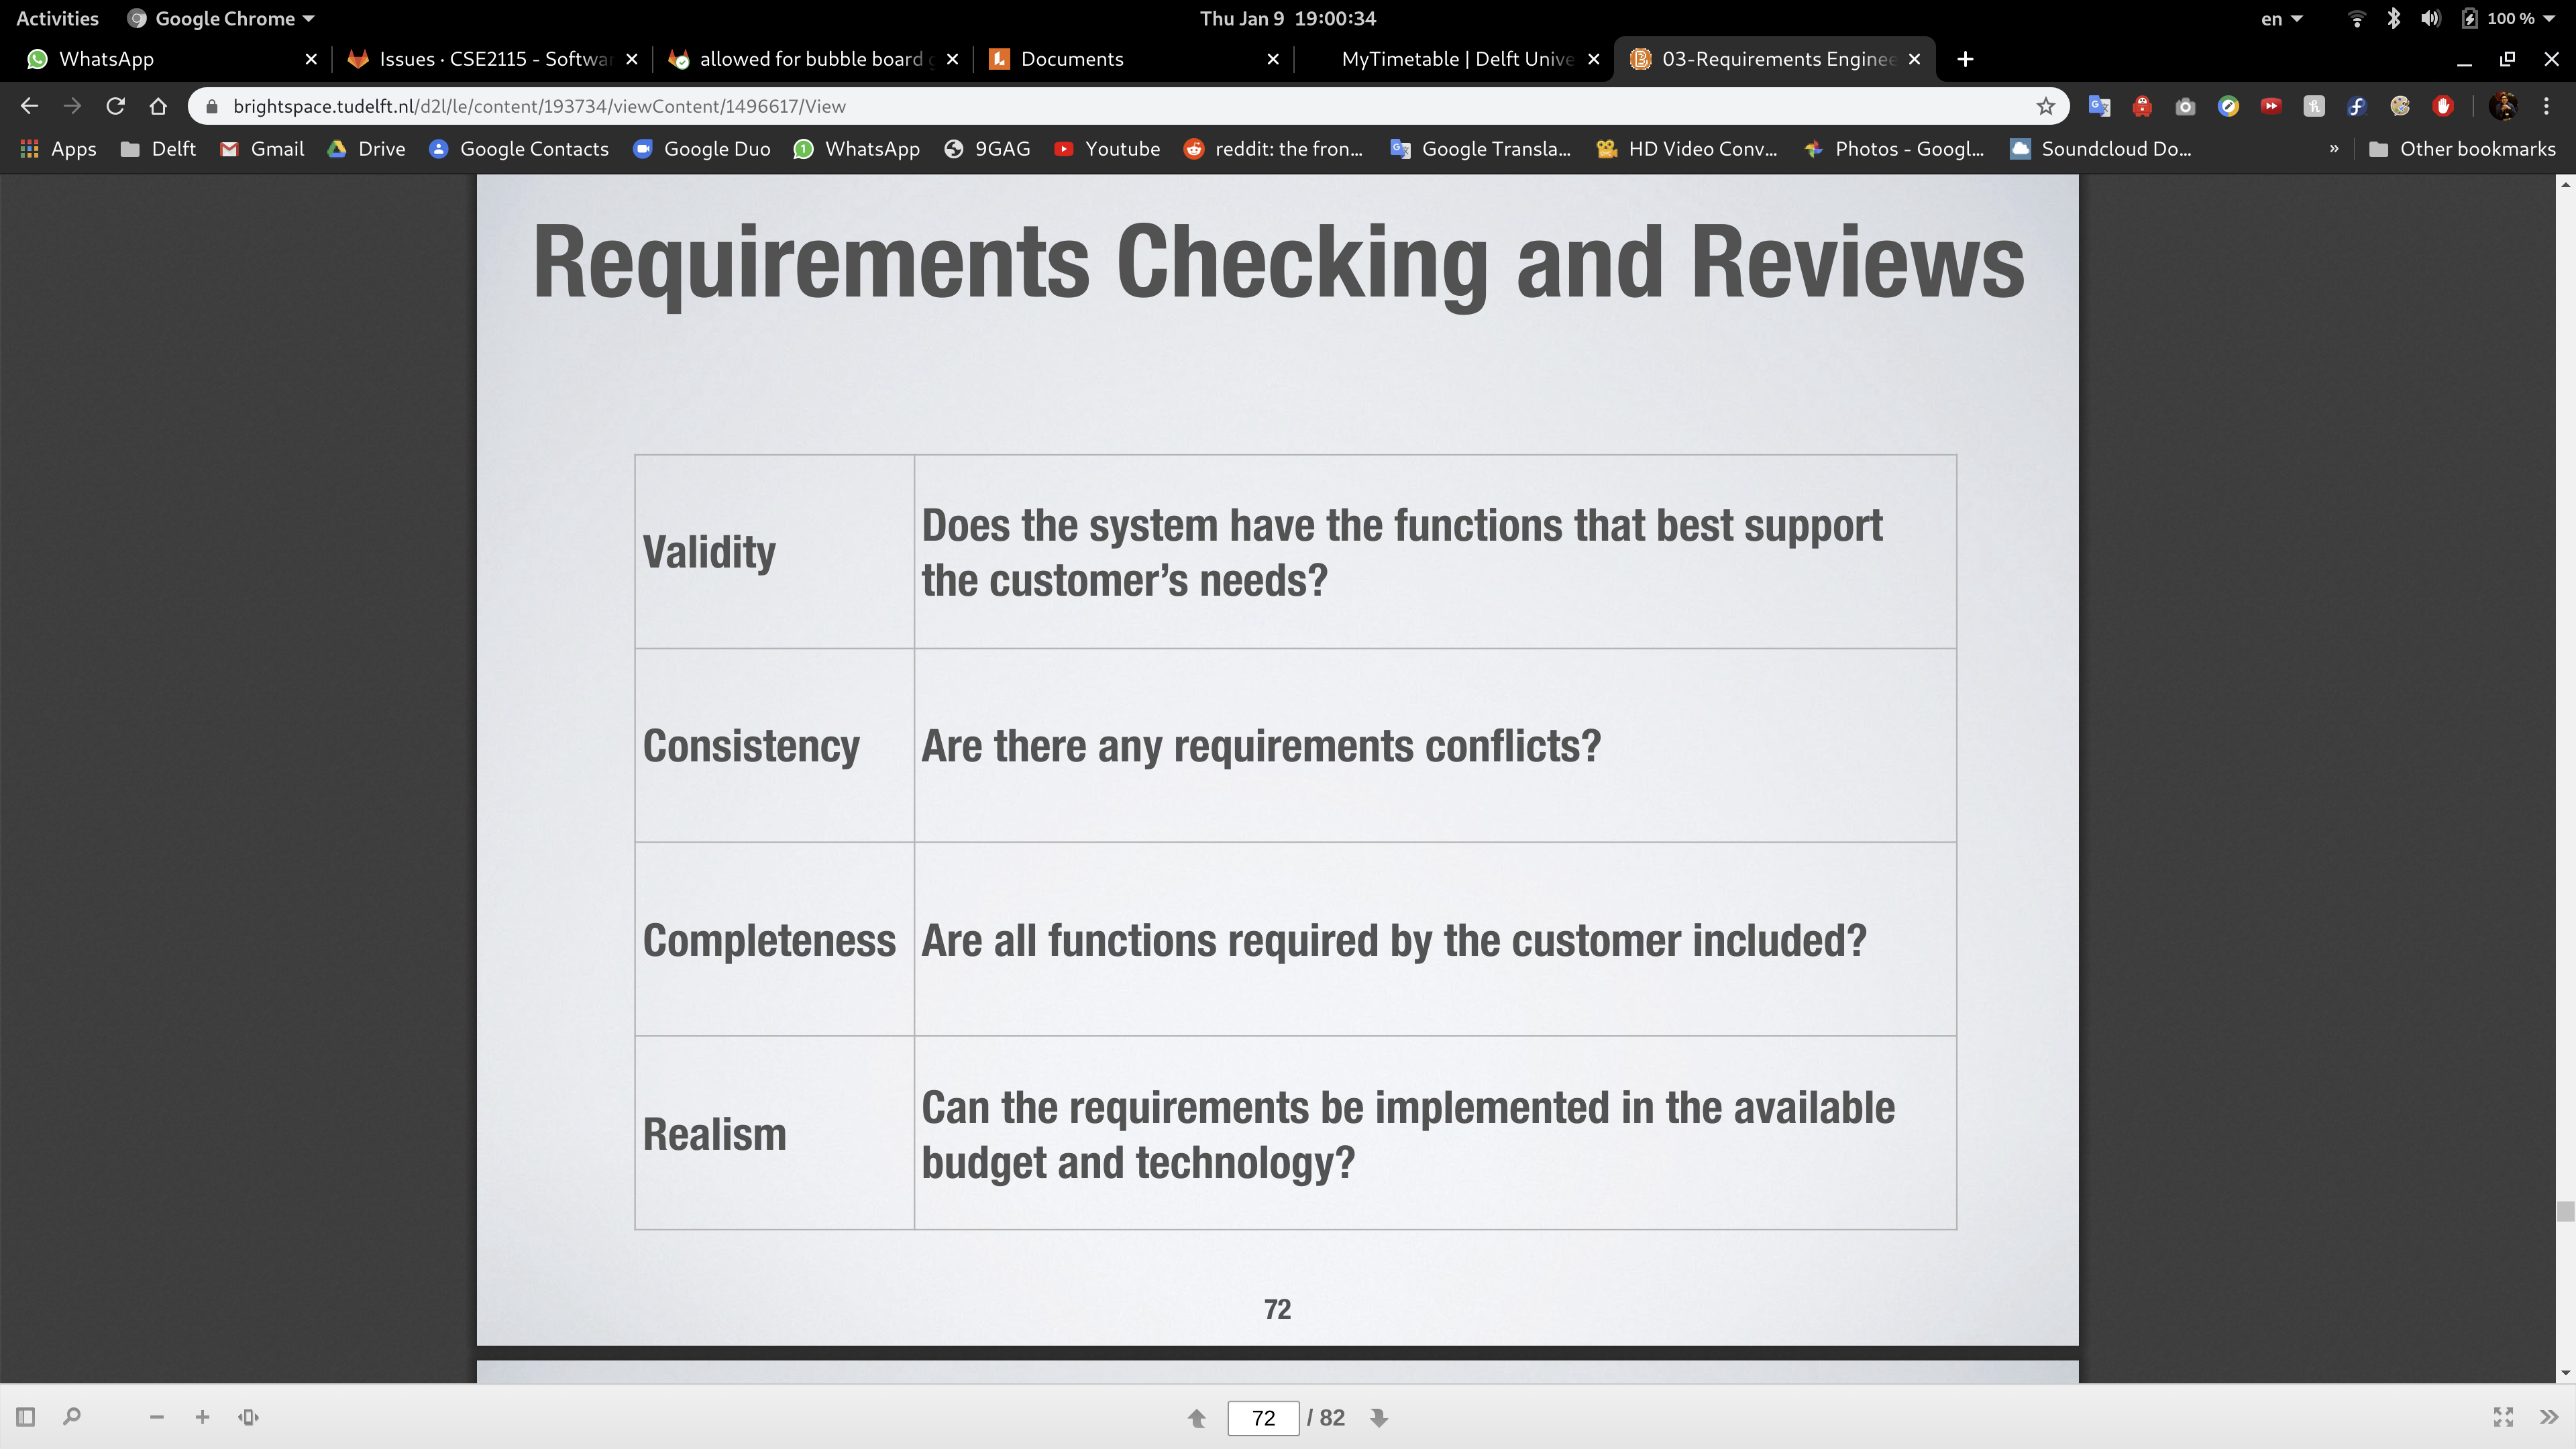 Activities Google Chrome Thu Jan 9 19:00:34 en 100 %
WhatsApp Issues · CSE2115 - Softwar allowed for bubble board g Documents MyTimetable | Delft Unive 03-Requirements Enginee
brightspace.tudelft.nl/d2l/le/content/193734/viewContent/1496617/View
Apps Delft Gmail Drive Google Contacts Google Duo WhatsApp 9GAG Youtube reddit: the fron... Google Transla... HD Video Conv... Photos - Googl... Soundcloud Do... » Other bookmarks
Requirements Checking and Reviews
Validity
Does the system have the functions that best support
the customer's needs?
Consistency
Are there any requirements conflicts?
Completeness
Are all functions required by the customer included?
Realism
Can the requirements be implemented in the available
budget and technology?
72
72 / 82